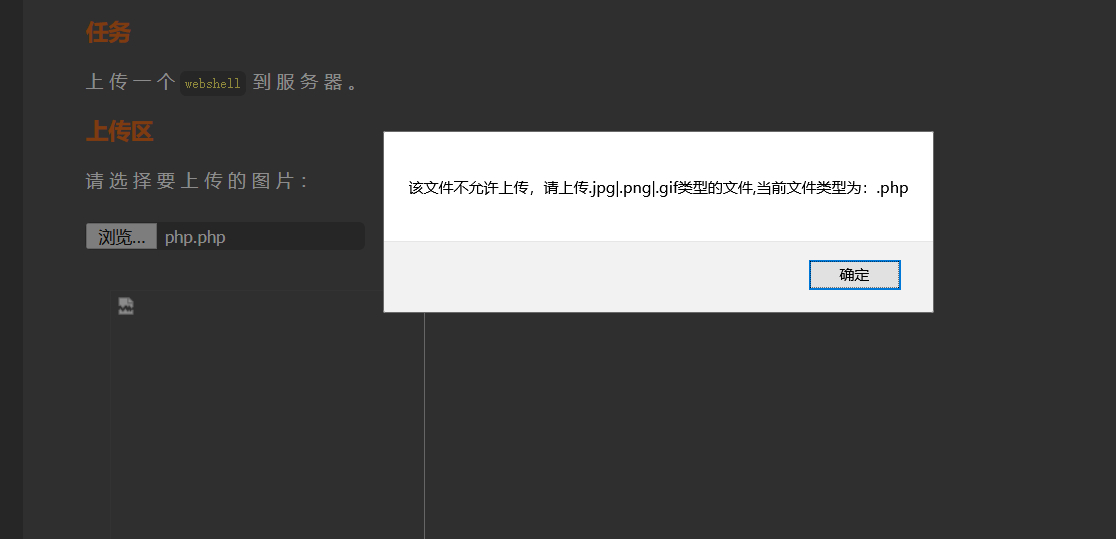 任务
上传一个 webshell 到服务器。
上传区
请选择要上传的图片：
浏览... php.php
该文件不允许上传，请上传.jpg|.png|.gif类型的文件,当前文件类型为：.php
确定